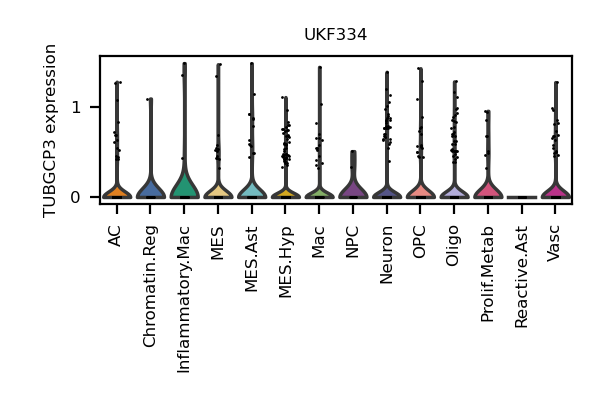 UKF334
TUBGCP3 expression
1
0
AC
Chromatin.Reg
Inflammatory.Mac
MES
MES.Ast
MES.Hyp
Mac
NPC
Neuron
OPC
Oligo
Prolif.Metab
Reactive.Ast
Vasc